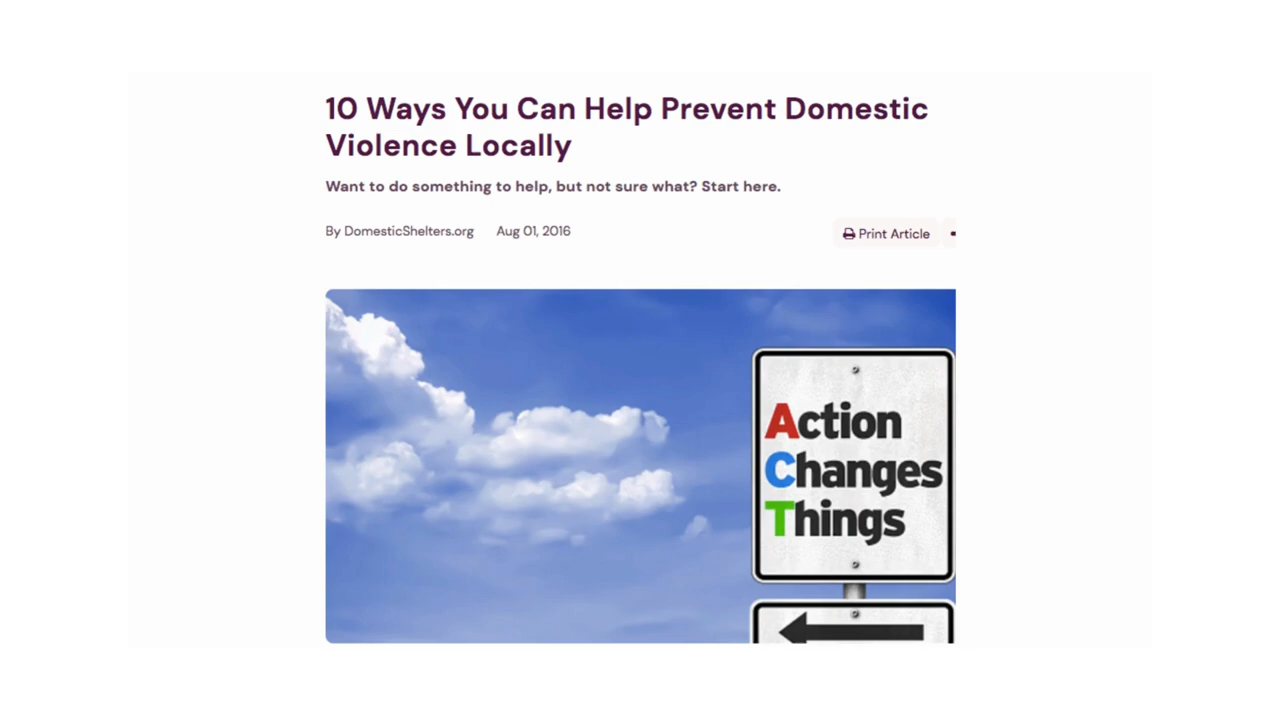 10 Ways You Can Help Prevent Domestic
Violence Locally
Want to do something to help, but not sure what? Start here.
By DomesticShelters.org Aug 01, 2016
Print Article
Action
Changes
Things